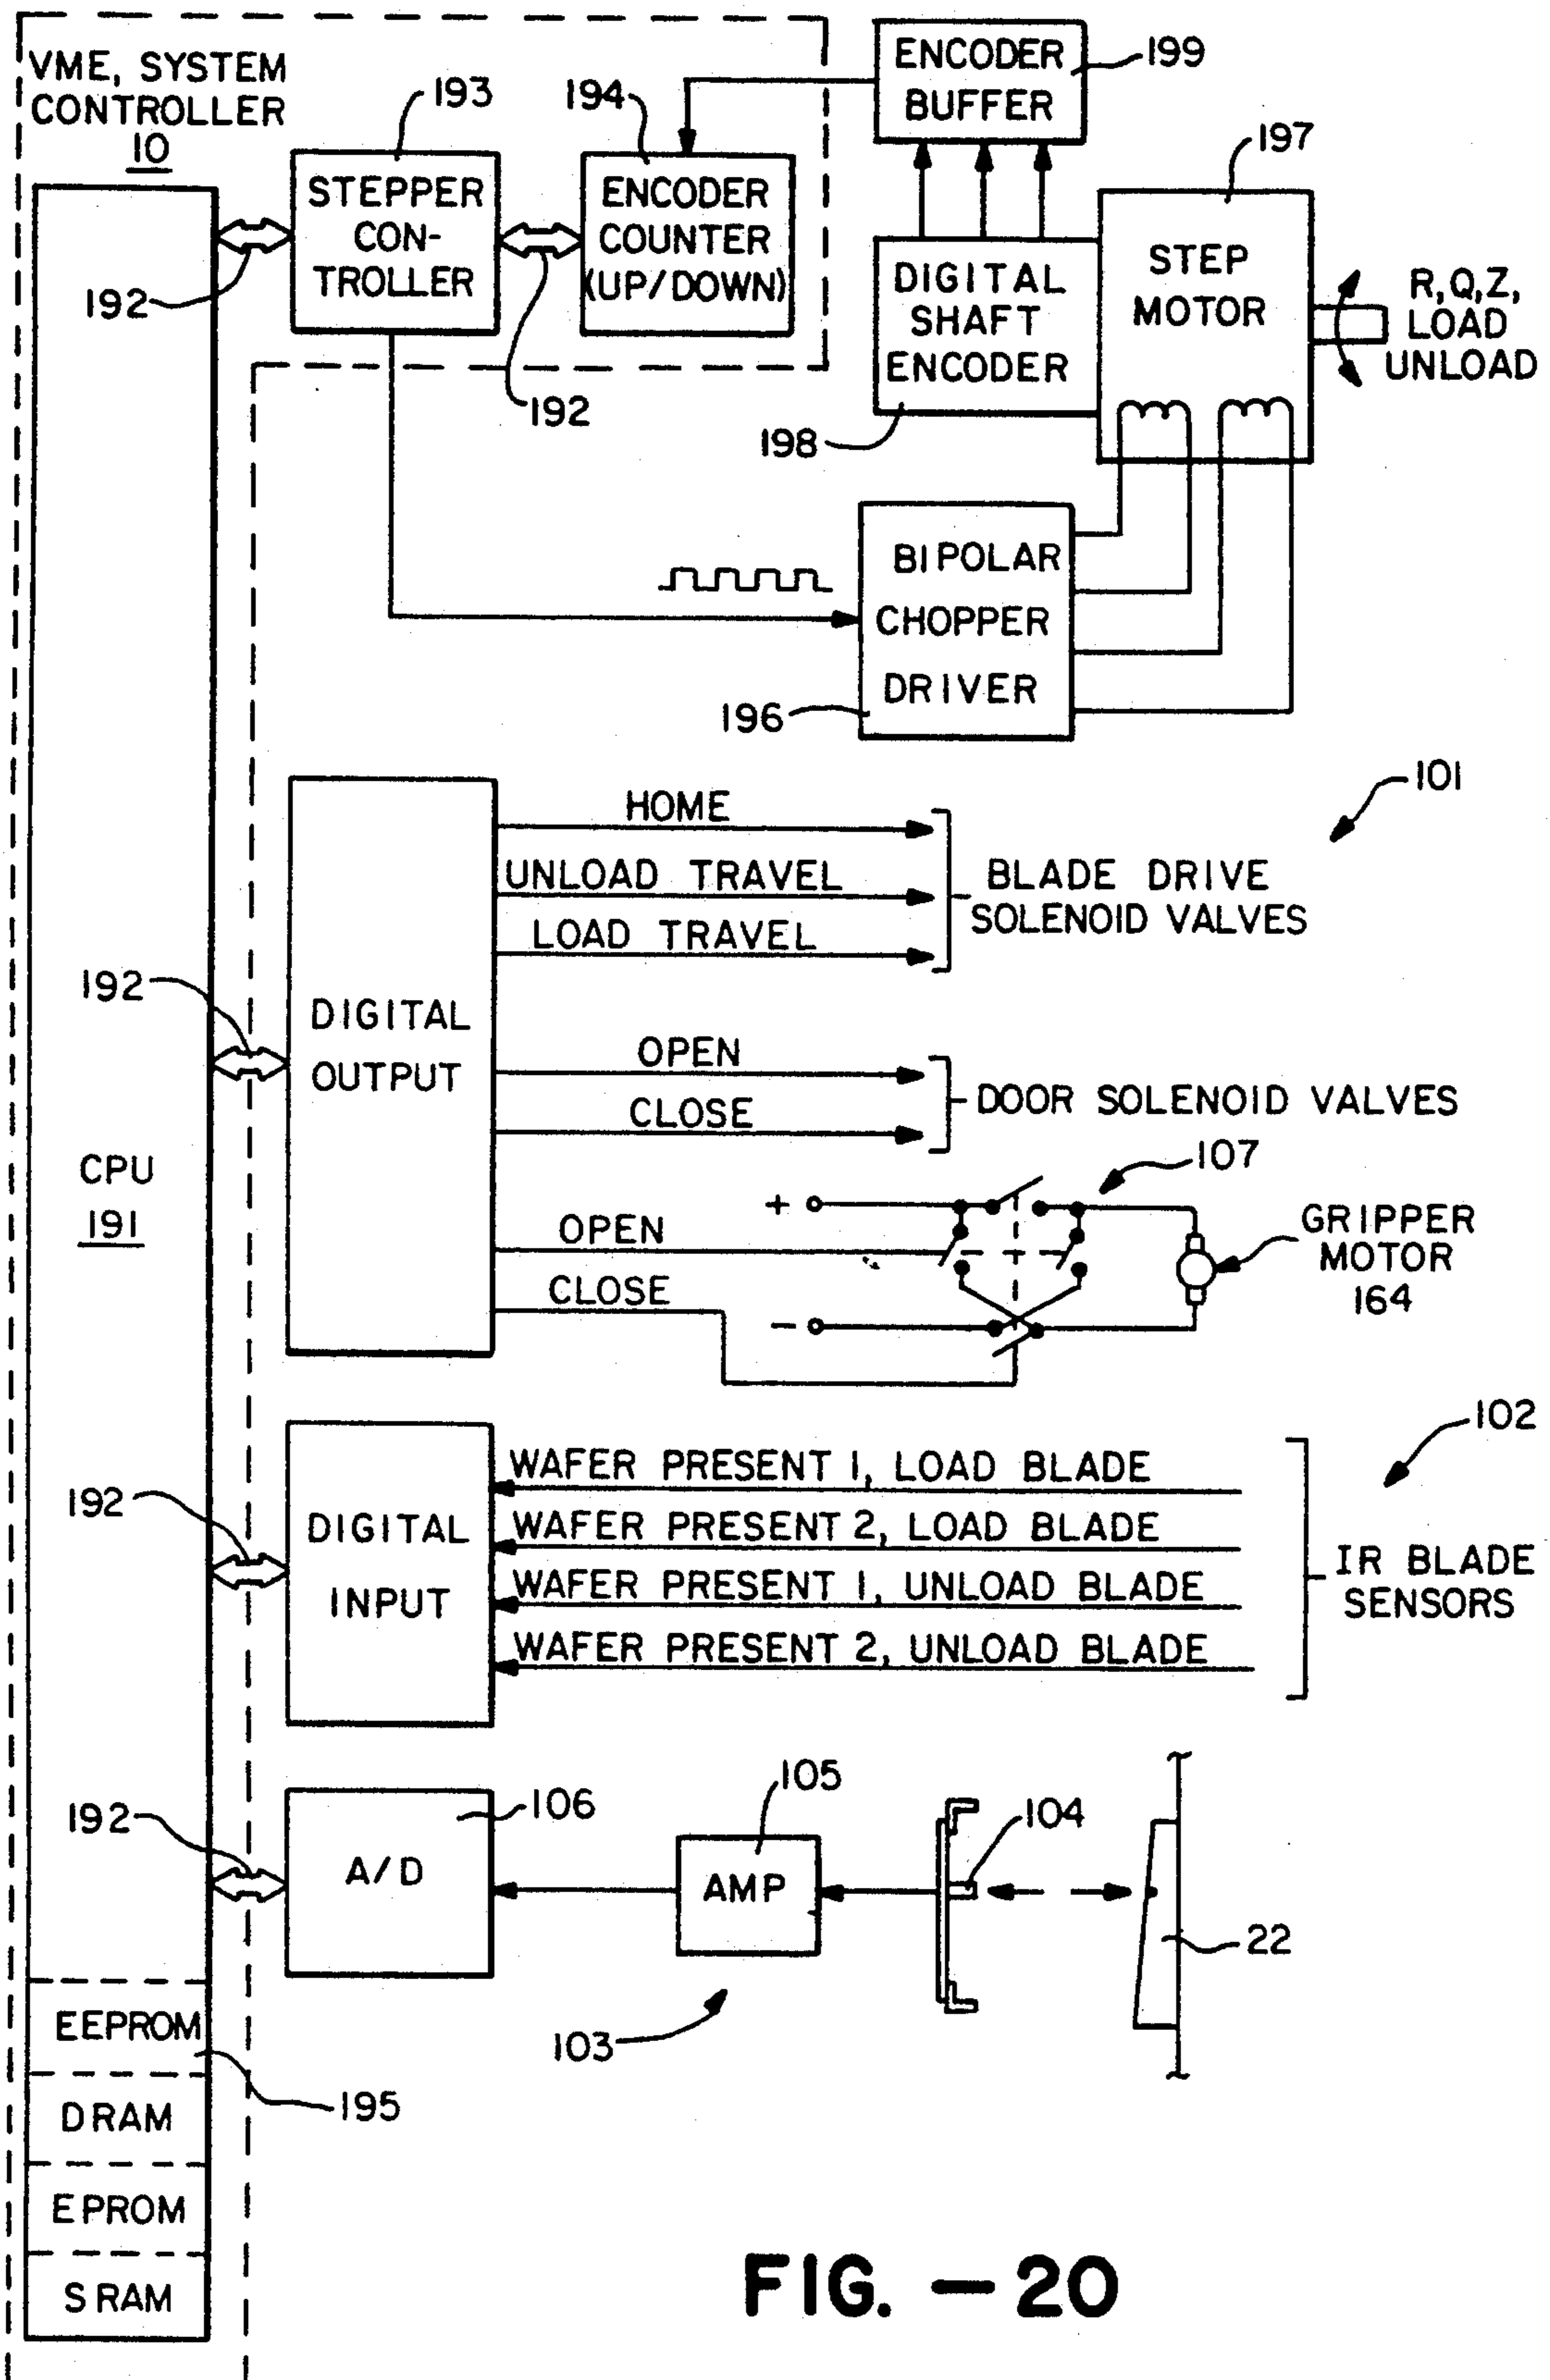 VME, SYSTEM
CONTROLLER
10
193
194
ENCODER
BUFFER
199
197
STEPPER
CON-
TROLLER
ENCODER
COUNTER
(UP/DOWN)
192
192
DIGITAL
SHAFT
ENCODER
198
STEP
MOTOR
R,Q,Z,
LOAD
UNLOAD
BIPOLAR
CHOPPER
DRIVER
196
101
HOME
UNLOAD TRAVEL
LOAD TRAVEL
BLADE DRIVE
SOLENOID VALVES
192
DIGITAL
OUTPUT
OPEN
CLOSE
DOOR SOLENOID VALVES
CPU
191
107
+
OPEN
CLOSE
-
GRIPPER
MOTOR
164
102
192
DIGITAL
INPUT
WAFER PRESENT 1, LOAD BLADE
WAFER PRESENT 2, LOAD BLADE
WAFER PRESENT 1, UNLOAD BLADE
WAFER PRESENT 2, UNLOAD BLADE
IR BLADE
SENSORS
192
106
A/D
105
AMP
104
22
103
EEPROM
195
DRAM
EPROM
SRAM
FIG. - 20